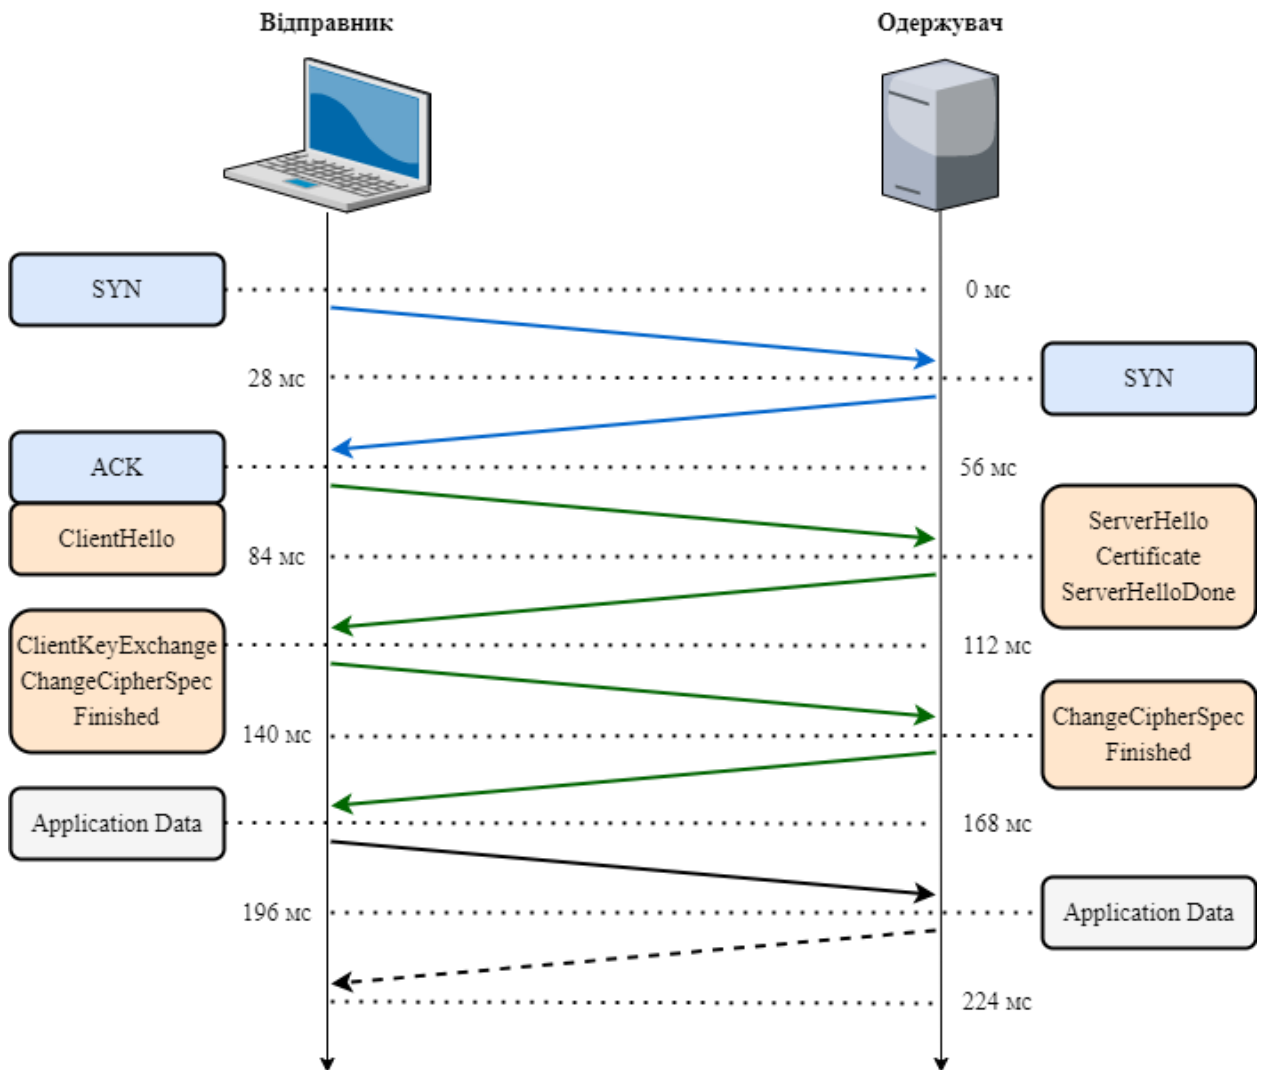 Відправник
Одержувач
SYN
0 мс
28 мс
SYN
ACK
56 мс
ClientHello
84 мс
ServerHello
Certificate
ServerHelloDone
ClientKeyExchange
ChangeCipherSpec
Finished
112 мс
140 мс
ChangeCipherSpec
Finished
Application Data
168 мс
196 мс
Application Data
224 мс